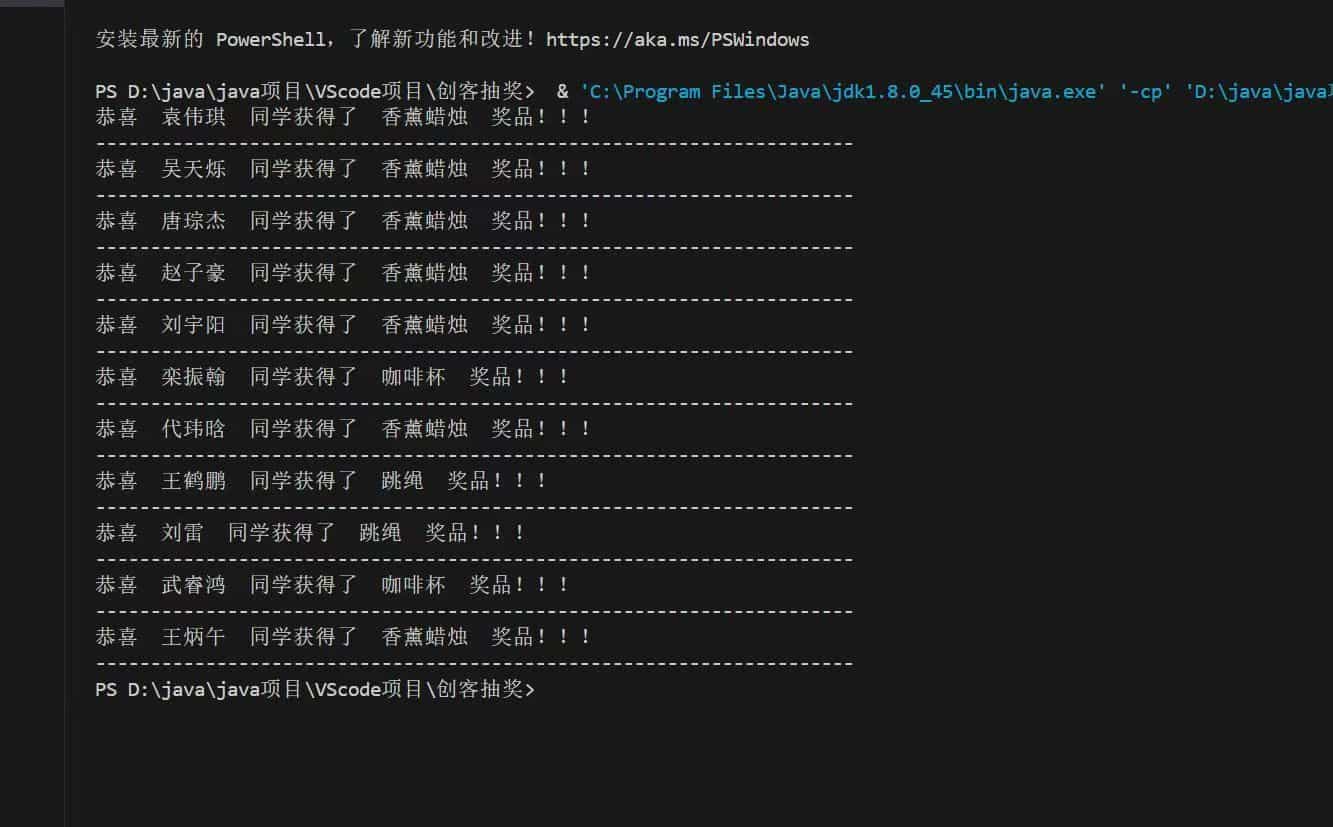 安装最新的 PowerShell，了解新功能和改进！https://aka.ms/PSWindows
PS D:\java\java项目\VScode项目\创客抽奖>  & 'C:\Program Files\Java\jdk1.8.0_45\bin\java.exe' '-cp' 'D:\java\java
恭喜  袁伟琪  同学获得了  香薰蜡烛  奖品！！！
---------------------------------------------------------------------
恭喜  吴天烁  同学获得了  香薰蜡烛  奖品！！！
---------------------------------------------------------------------
恭喜  唐琮杰  同学获得了  香薰蜡烛  奖品！！！
---------------------------------------------------------------------
恭喜  赵子豪  同学获得了  香薰蜡烛  奖品！！！
---------------------------------------------------------------------
恭喜  刘宇阳  同学获得了  香薰蜡烛  奖品！！！
---------------------------------------------------------------------
恭喜  栾振翰  同学获得了  咖啡杯  奖品！！！
---------------------------------------------------------------------
恭喜  代玮晗  同学获得了  香薰蜡烛  奖品！！！
---------------------------------------------------------------------
恭喜  王鹤鹏  同学获得了  跳绳  奖品！！！
---------------------------------------------------------------------
恭喜  刘雷  同学获得了  跳绳  奖品！！！
---------------------------------------------------------------------
恭喜  武睿鸿  同学获得了  咖啡杯  奖品！！！
---------------------------------------------------------------------
恭喜  王炳午  同学获得了  香薰蜡烛  奖品！！！
---------------------------------------------------------------------
PS D:\java\java项目\VScode项目\创客抽奖>